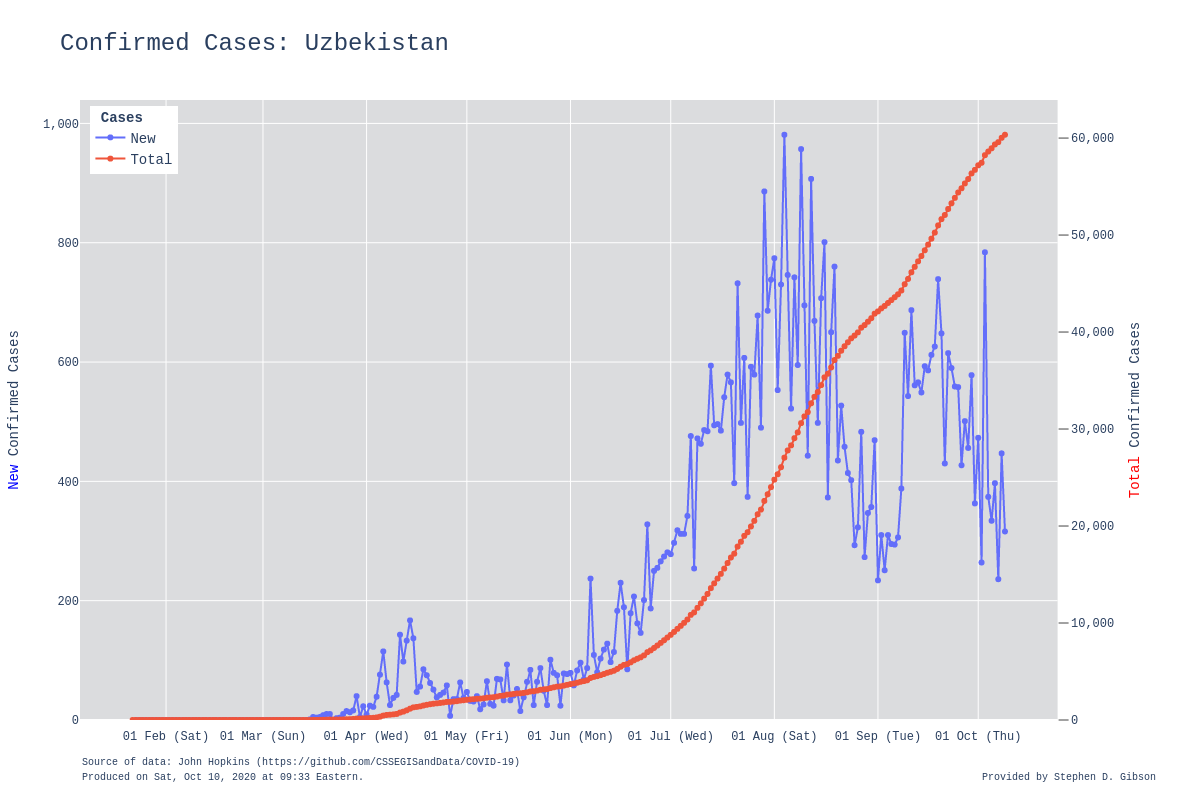 Confirmed Cases: Uzbekistan
Cases
New
Total
1,000
800
600
400
200
0
60,000
50,000
40,000
30,000
20,000
10,000
0
New Confirmed Cases
Total Confirmed Cases
01 Feb (Sat) 01 Mar (Sun) 01 Apr (Wed) 01 May (Fri) 01 Jun (Mon) 01 Jul (Wed) 01 Aug (Sat) 01 Sep (Tue) 01 Oct (Thu)
Source of data: John Hopkins (https://github.com/CSSEGISandData/COVID-19)
Produced on Sat, Oct 10, 2020 at 09:33 Eastern.
Provided by Stephen D. Gibson